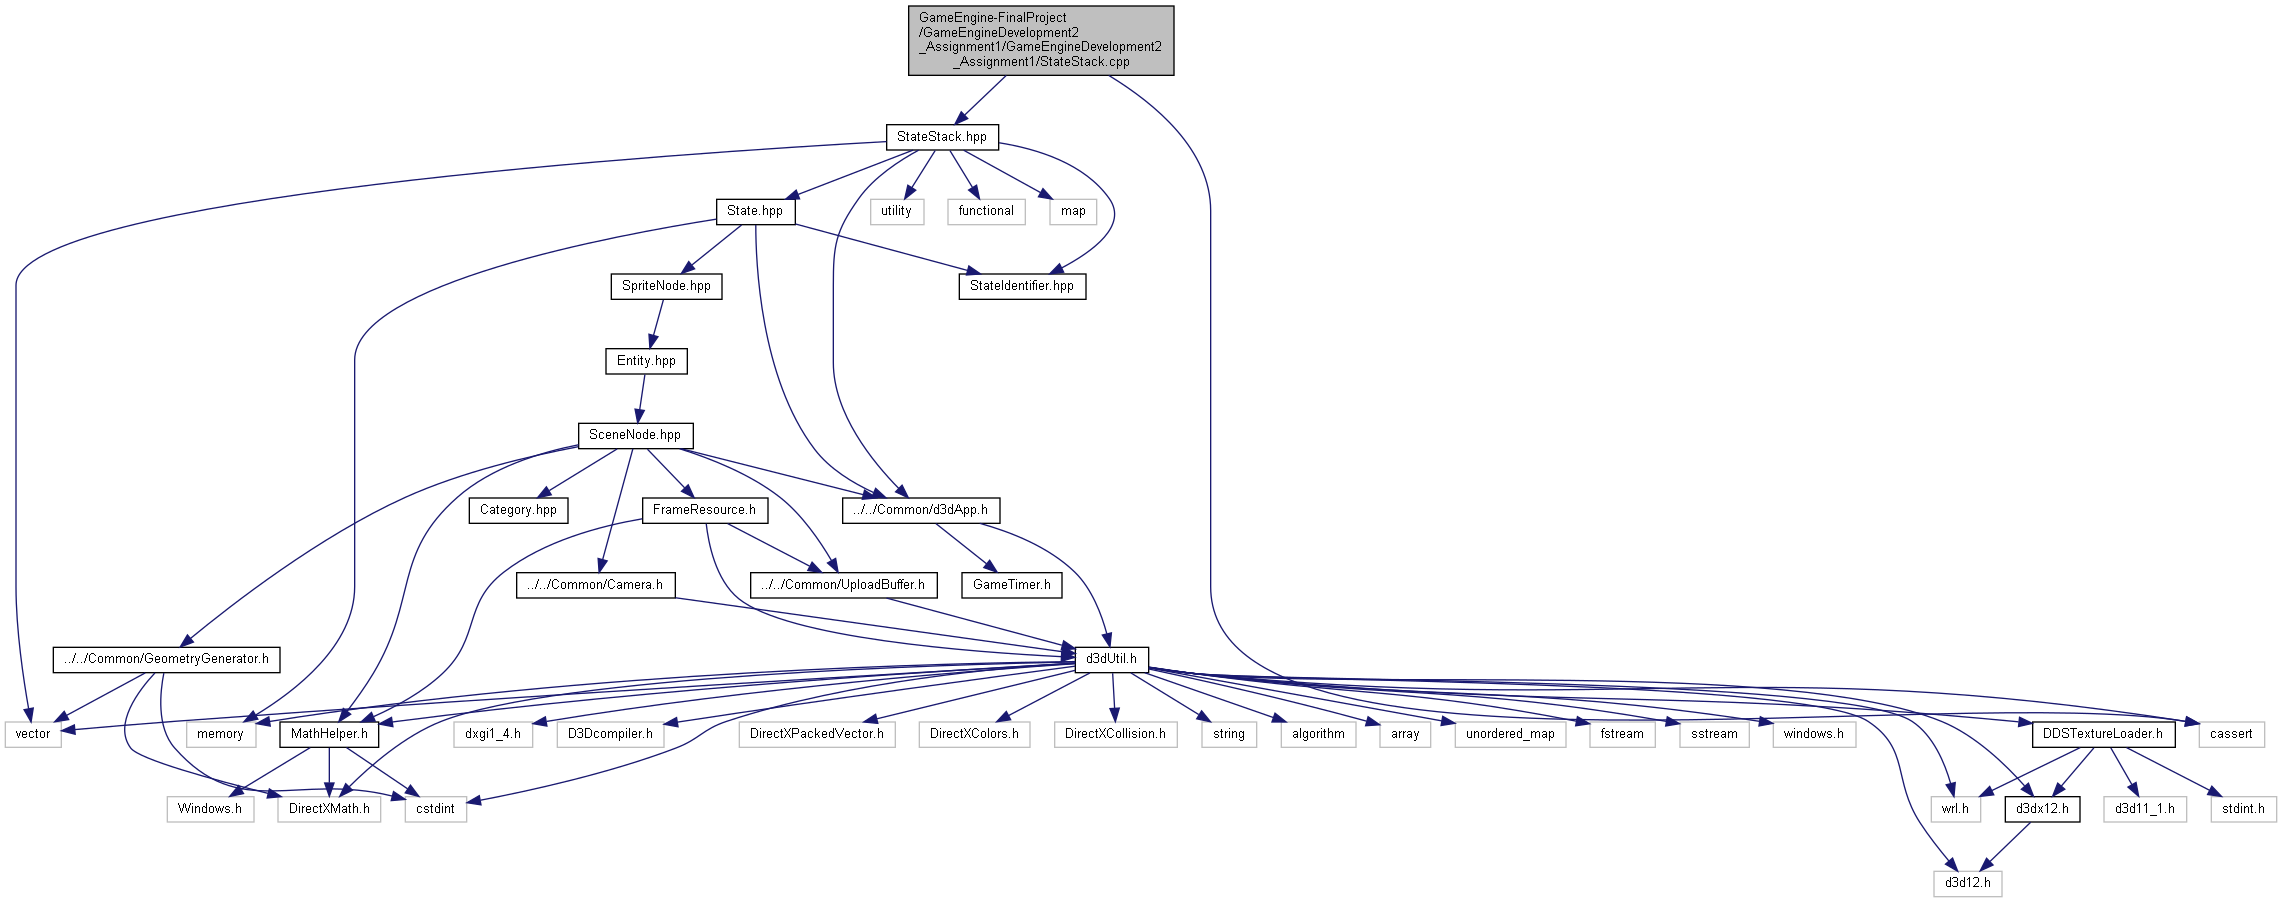 GameEngine-FinalProject
/GameEngineDevelopment2
_Assignment1/GameEngineDevelopment2
_Assignment1/StateStack.cpp
StateStack.hpp
State.hpp
utility
functional
map
SpriteNode.hpp
StateIdentifier.hpp
Entity.hpp
SceneNode.hpp
Category.hpp
FrameResource.h
../../Common/d3dApp.h
../../Common/Camera.h
../../Common/UploadBuffer.h
GameTimer.h
../../Common/GeometryGenerator.h
d3dUtil.h
vector
memory
MathHelper.h
dxgi1_4.h
D3Dcompiler.h
DirectXPackedVector.h
DirectXColors.h
DirectXCollision.h
string
algorithm
array
unordered_map
fstream
sstream
windows.h
DDSTextureLoader.h
cassert
Windows.h
DirectXMath.h
cstdint
wrl.h
d3dx12.h
d3d11_1.h
stdint.h
d3d12.h